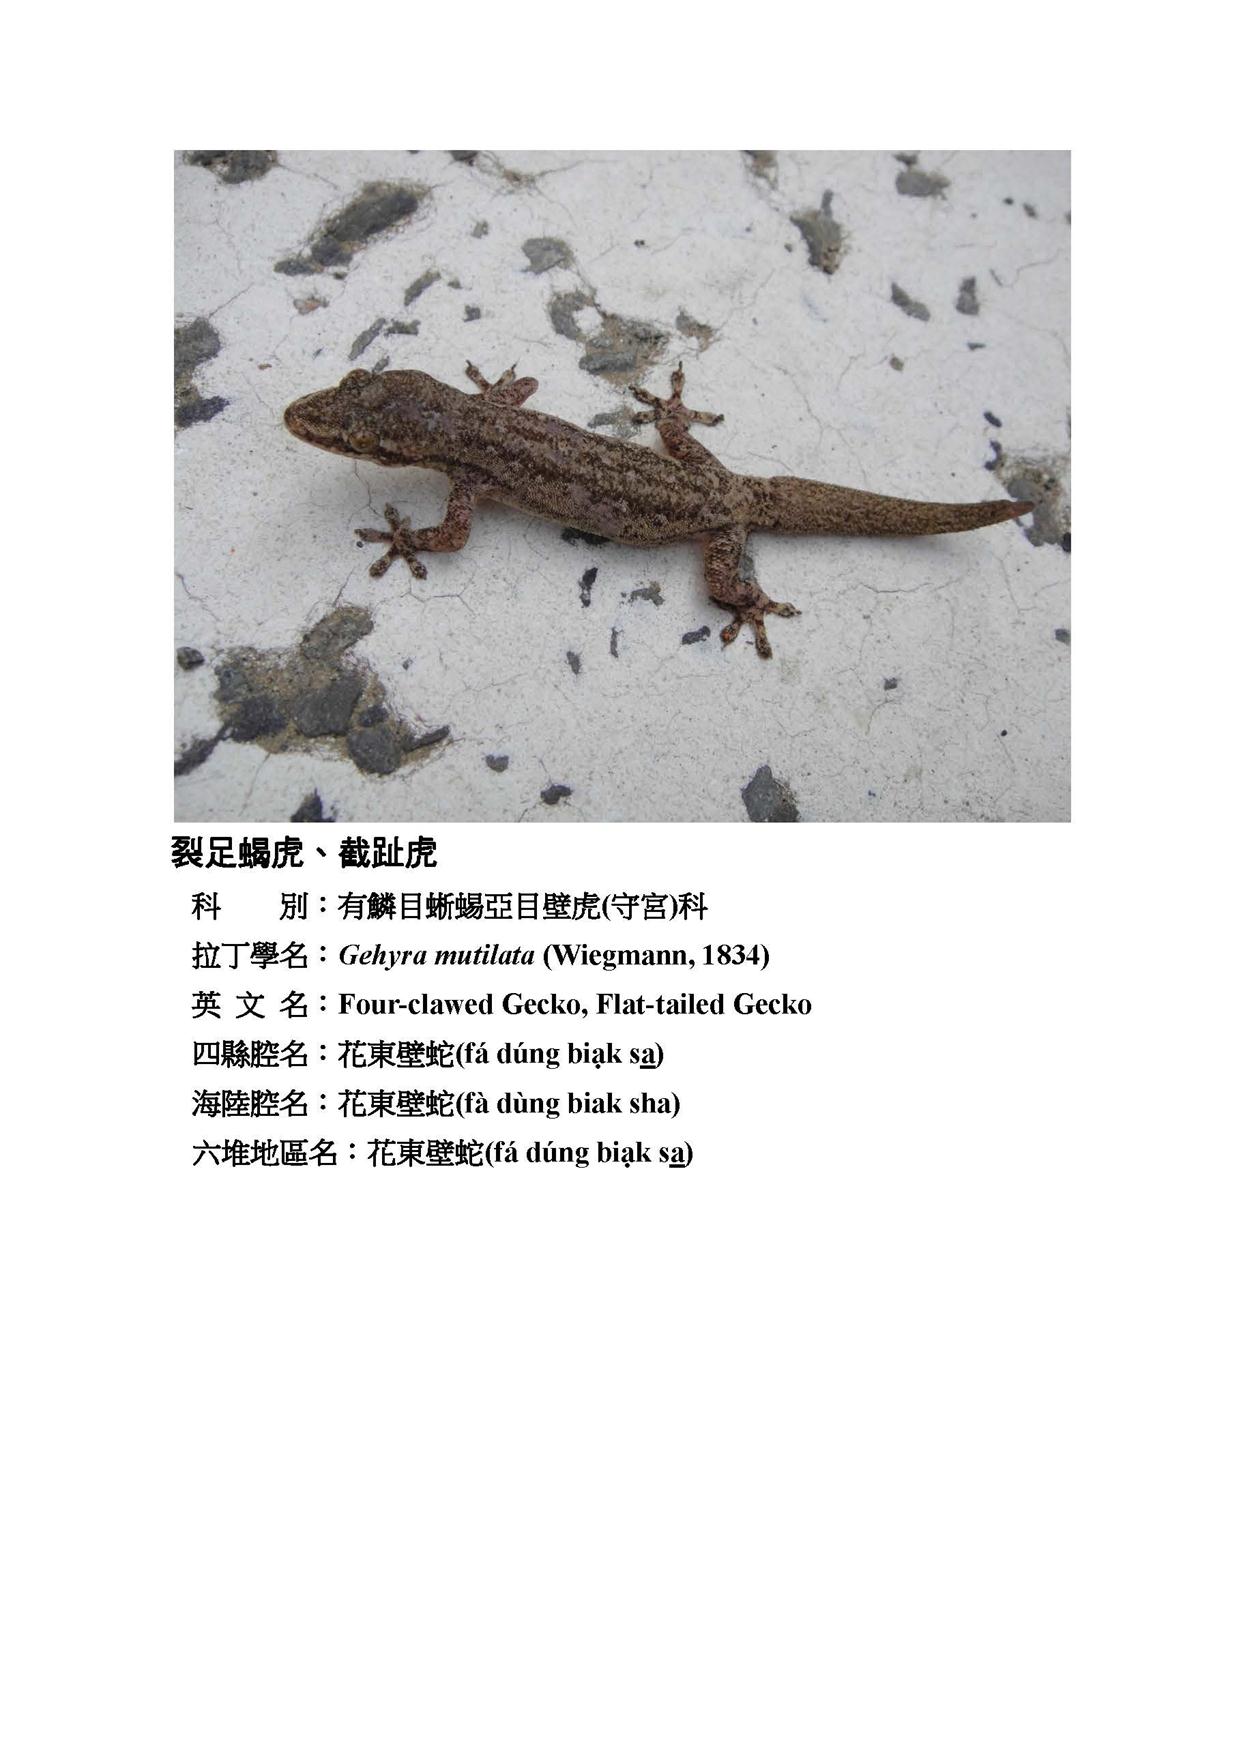 裂足蝎虎、截趾虎
科　　別：有鱗目蜥蜴亞目壁虎(守宮)科
拉丁學名：Gehyra mutilata (Wiegmann, 1834)
英 文 名：Four-clawed Gecko, Flat-tailed Gecko
四縣腔名：花東壁蛇(fá dúng biạk sa̲)
海陸腔名：花東壁蛇(fà dùng biak sha)
六堆地區名：花東壁蛇(fá dúng biạk sa̲)